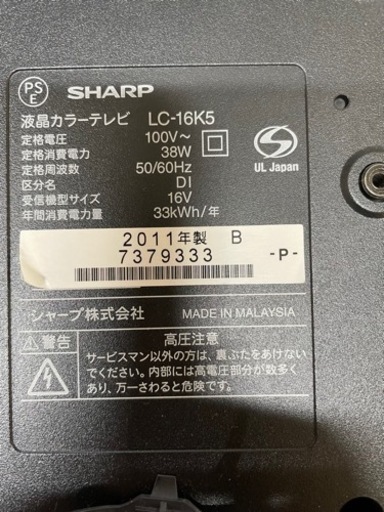 PS
E
SHARP
液晶カラーテレビ LC-16K5
定格電圧 100V～
定格消費電力 38W
定格周波数 50/60Hz
区分名 DI
受信機型サイズ 16V
年間消費電力量 33kWh/年
S
UL Japan
2011年製 B
7379333 -P-
シャープ株式会社 MADE IN MALAYSIA
警告 高圧注意
サービスマン以外の方は、裏ぶたをあけないで
ください。内部には高電圧部分が数多く
あり、万一さわると危険です。